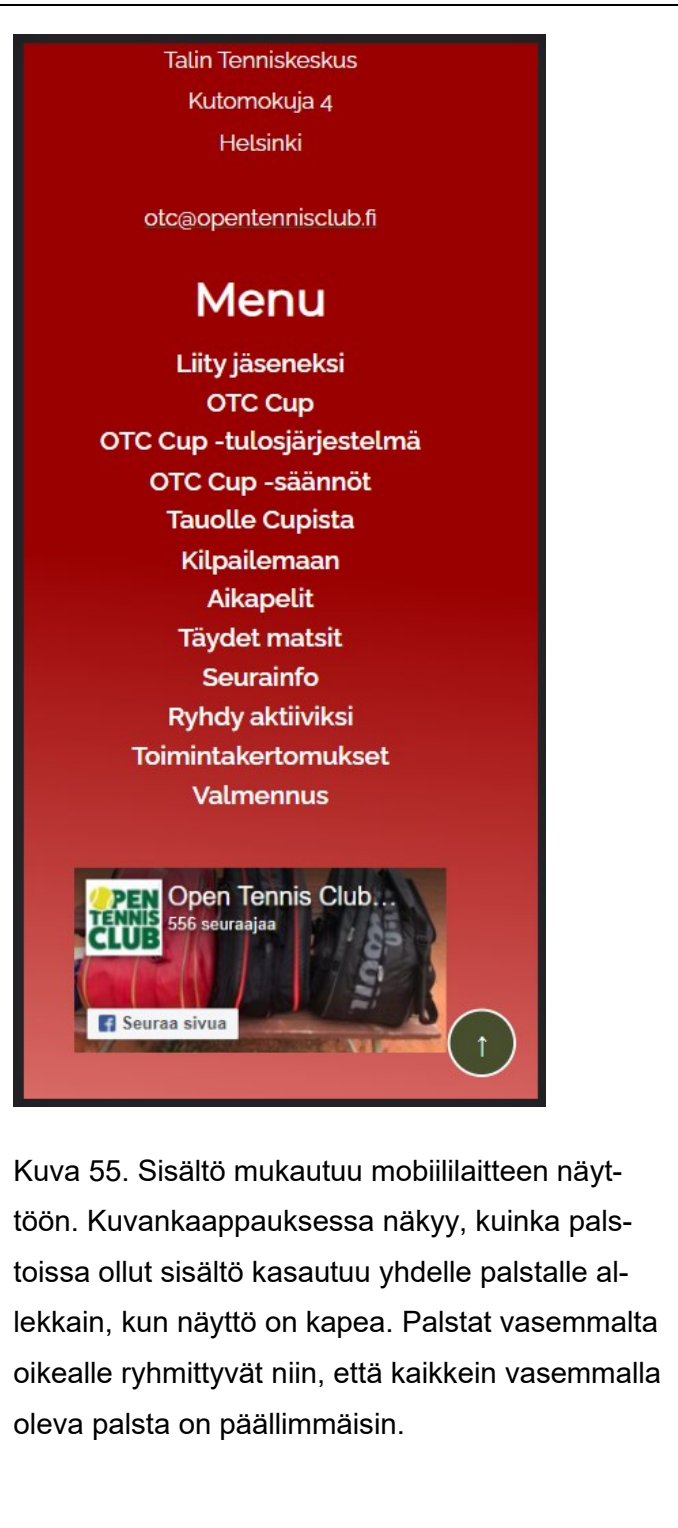 Talin Tenniskeskus
Kutomokuja 4
Helsinki
otc@opentennisclub.fi
Menu
Liity jäseneksi
OTC Cup
OTC Cup -tulosjärjestelmä
OTC Cup -säännöt
Tauolle Cupista
Kilpailemaan
Aikapelit
Täydet matsit
Seurainfo
Ryhdy aktiiviksi
Toimintakertomukset
Valmennus
OPEN
TENNIS
CLUB
Open Tennis Club...
556 seuraajaa
Wilson
Seuraa sivua
↑
Kuva 55. Sisältö mukautuu mobiililaitteen näyt-
töön. Kuvankaappauksessa näkyy, kuinka pals-
toissa ollut sisältö kasautuu yhdelle palstalle al-
lekkain, kun näyttö on kapea. Palstat vasemmalta
oikealle ryhmittyvät niin, että kaikkein vasemmalla
oleva palsta on päällimmäisin.